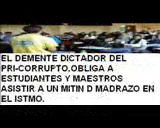 EL DEMENTE DICTADOR DEL
PRI-CORRUPTO,OBLIGA A
ESTUDIANTES Y MAESTROS
ASISTIR A UN MITIN D MADRAZO EN
EL ISTMO.